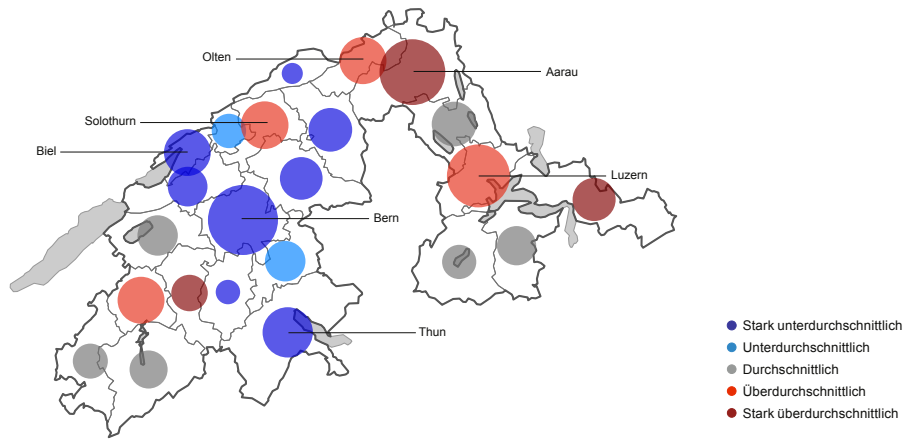 Olten
Aarau
Solothurn
Biel
Luzern
Bern
Thun
Stark unterdurchschnittlich
Unterdurchschnittlich
Durchschnittlich
Überdurchschnittlich
Stark überdurchschnittlich